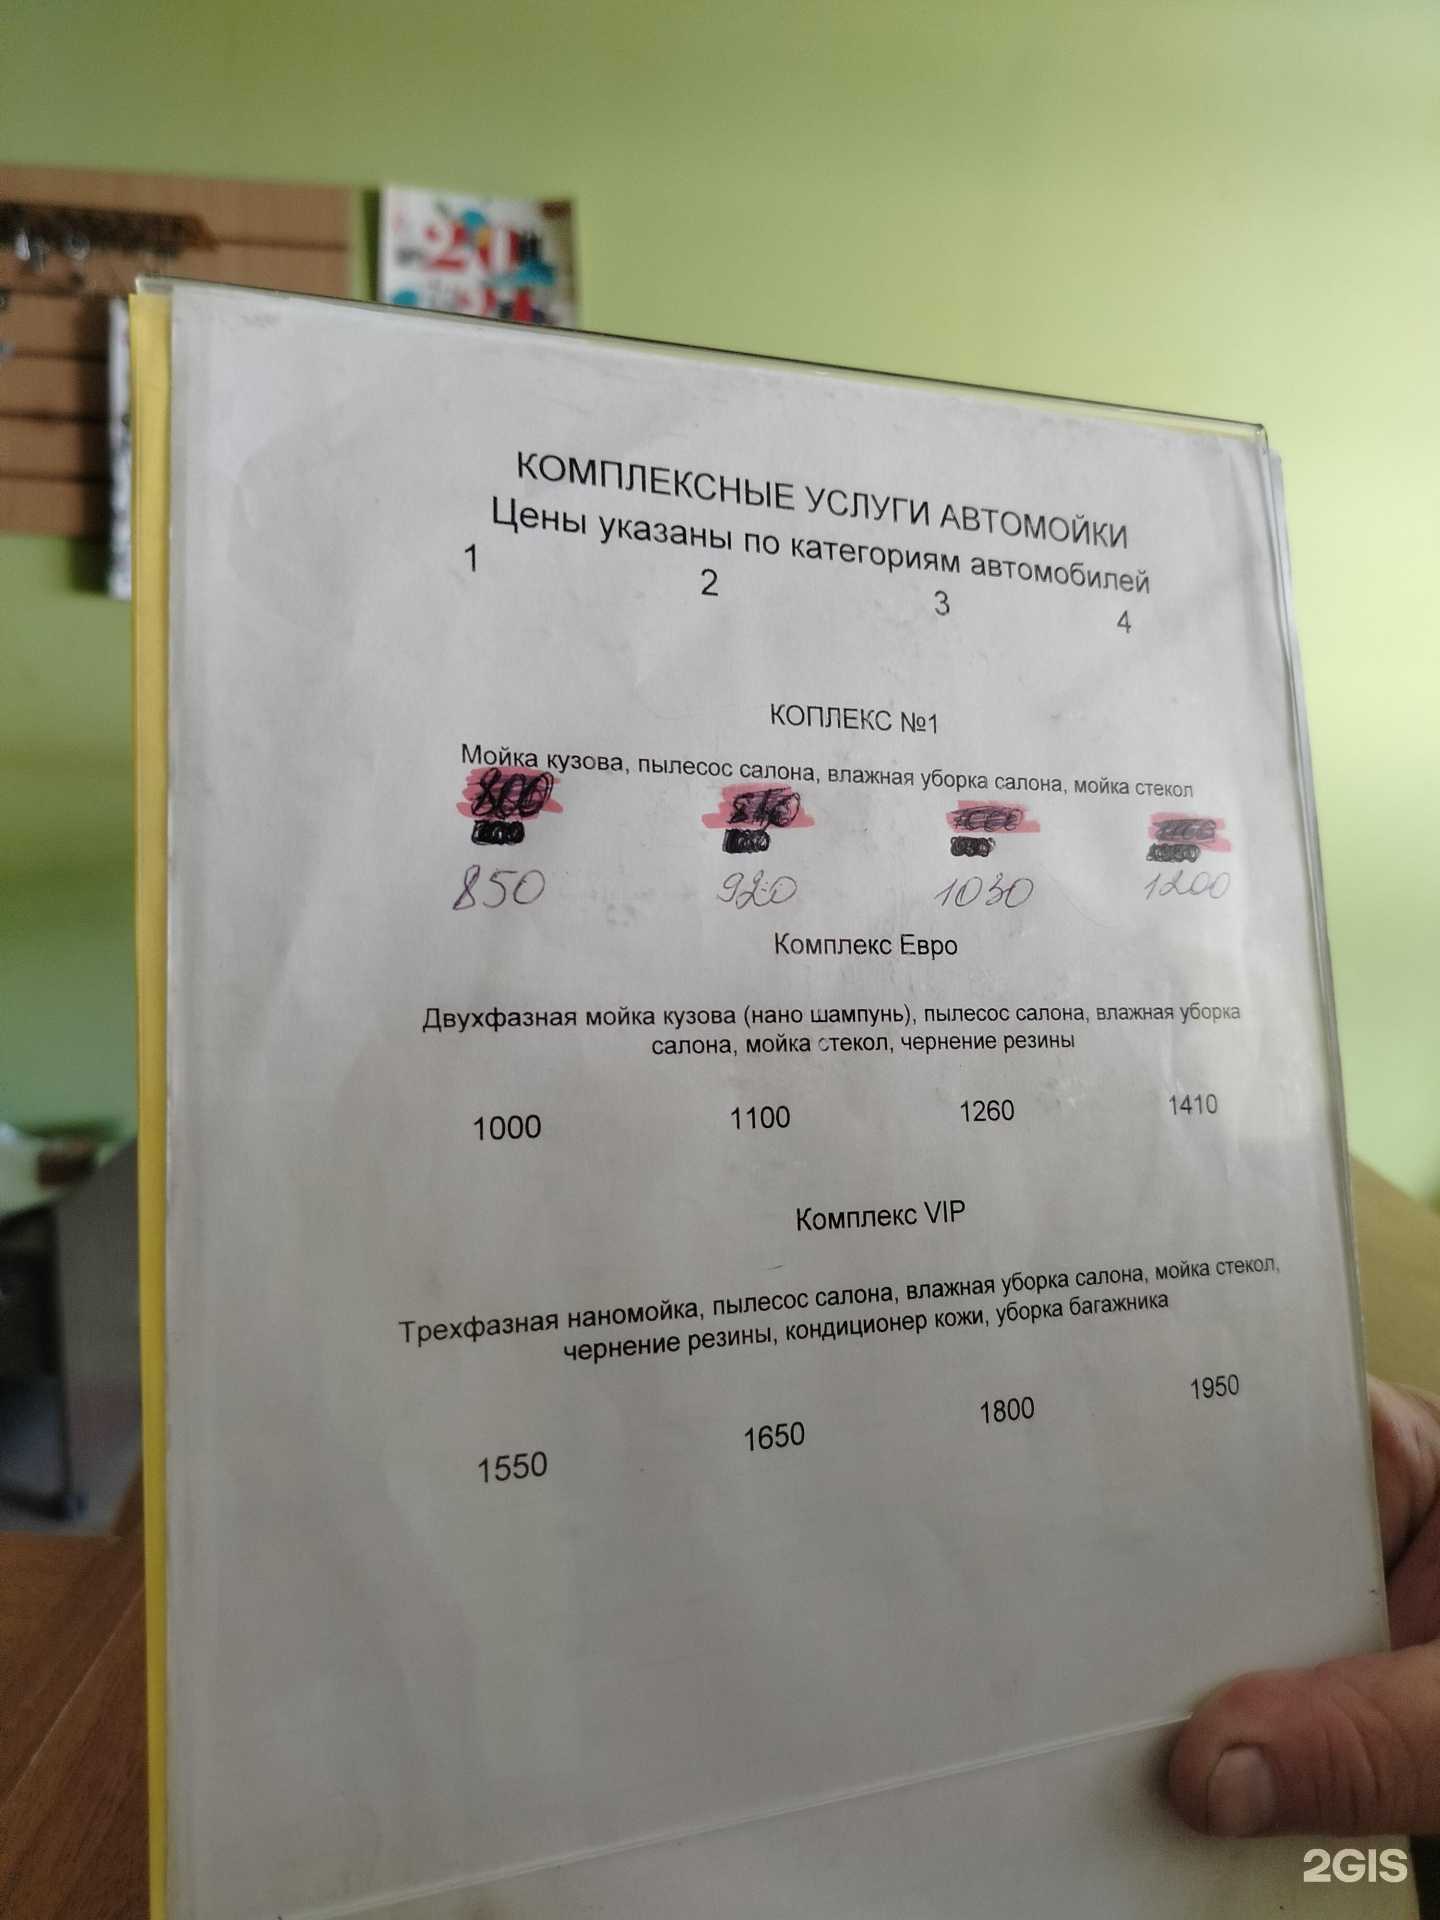 20
КОМПЛЕКСНЫЕ УСЛУГИ АВТОМОЙКИ
Цены указаны по категориям автомобилей
1 2 3 4
КОПЛЕКС №1
Мойка кузова, пылесос салона, влажная уборка салона, мойка стекол
850 920 1030 1200
Комплекс Евро
Двухфазная мойка кузова (нано шампунь), пылесос салона, влажная уборка
салона, мойка стекол, чернение резины
1000 1100 1260 1410
Комплекс VIP
Трехфазная наномойка, пылесос салона, влажная уборка салона, мойка стекол,
чернение резины, кондиционер кожи, уборка багажника
1550 1650 1800 1950
2GIS